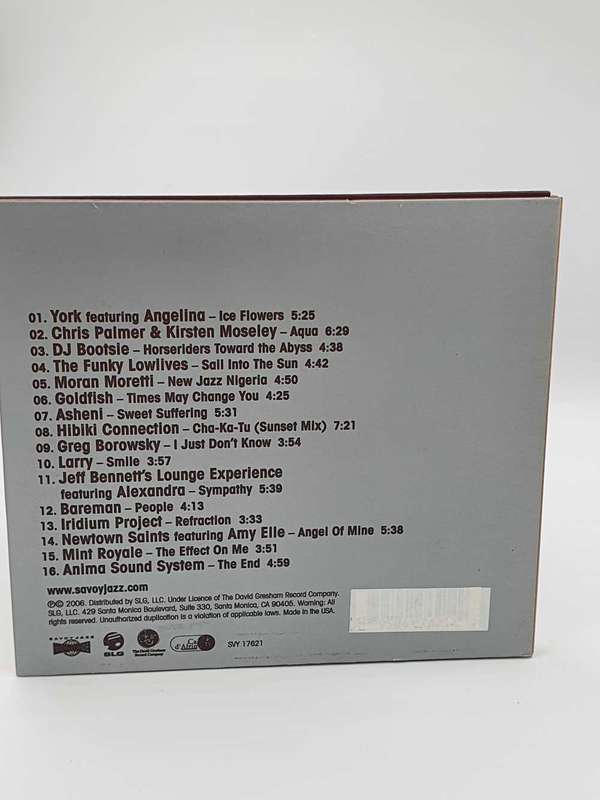 01. York featuring Angelina – Ice Flowers 5:25
02. Chris Palmer & Kirsten Moseley – Aqua 6:29
03. DJ Bootsie – Horseriders Toward the Abyss 4:38
04. The Funky Lowlives – Sail Into The Sun 4:42
05. Moran Moretti – New Jazz Nigeria 4:50
06. Goldfish – Times May Change You 4:25
07. Asheni – Sweet Suffering 5:31
08. Hibiki Connection – Cha-Ka-Tu (Sunset Mix) 7:21
09. Greg Borowsky – I Just Don't Know 3:54
10. Larry – Smile 3:57
11. Jeff Bennett's Lounge Experience
featuring Alexandra – Sympathy 5:39
12. Bareman – People 4:13
13. Iridium Project – Refraction 3:33
14. Newtown Saints featuring Amy Elle – Angel Of Mine 5:38
15. Mint Royale – The Effect On Me 3:51
16. Anima Sound System – The End 4:59
www.savoyjazz.com
℗© 2006. Distributed by SLG, LLC. Under Licence of The David Gresham Record Company.
SLG, LLC. 429 Santa Monica Boulevard, Suite 330, Santa Monica, CA 90405. Warning: All
rights reserved. Unauthorized duplication is a violation of applicable laws. Made in the USA.
SAVOY JAZZ
SLG
The David Gresham
Record Company
SVY 17621